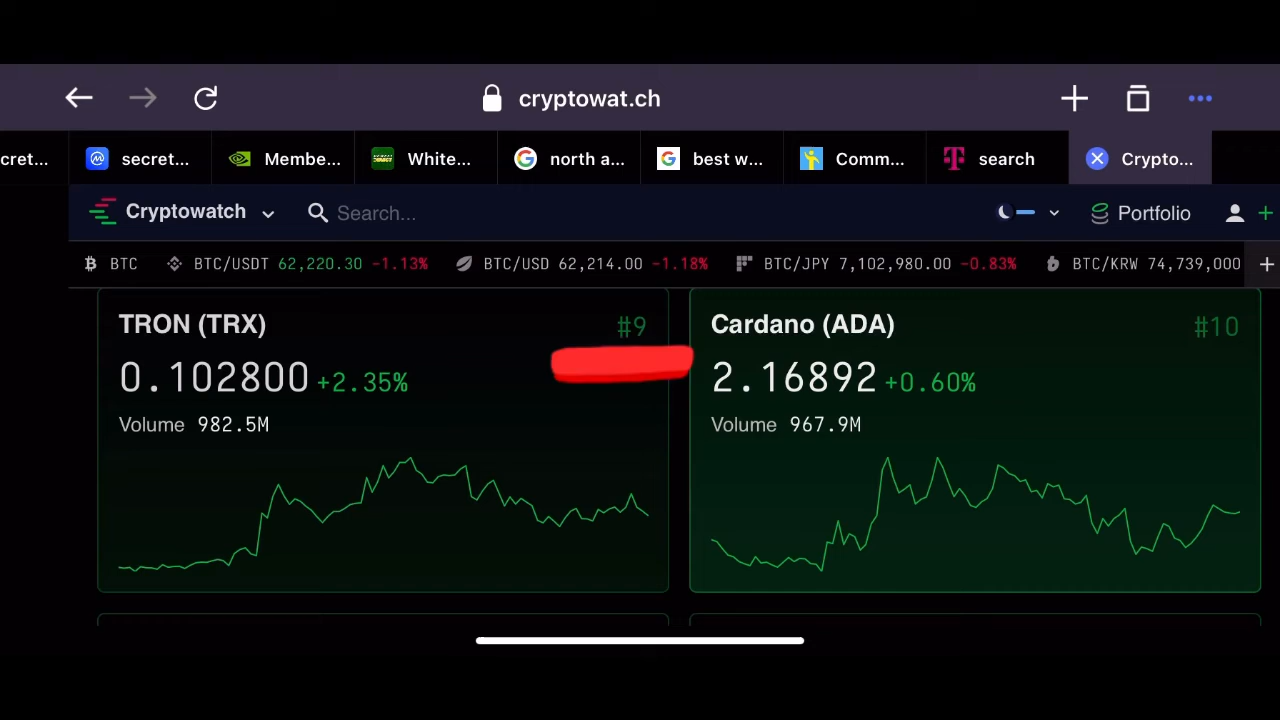 cryptowat.ch
cret... secret... Membe... White... north a... best w... Comm... search Crypto...
Cryptowatch Search... Portfolio
BTC BTC/USDT 62,220.30 -1.13% BTC/USD 62,214.00 -1.18% BTC/JPY 7,102,980.00 -0.83% BTC/KRW 74,739,000
TRON (TRX) #9
0.102800 +2.35%
Volume 982.5M
Cardano (ADA) #10
2.16892 +0.60%
Volume 967.9M